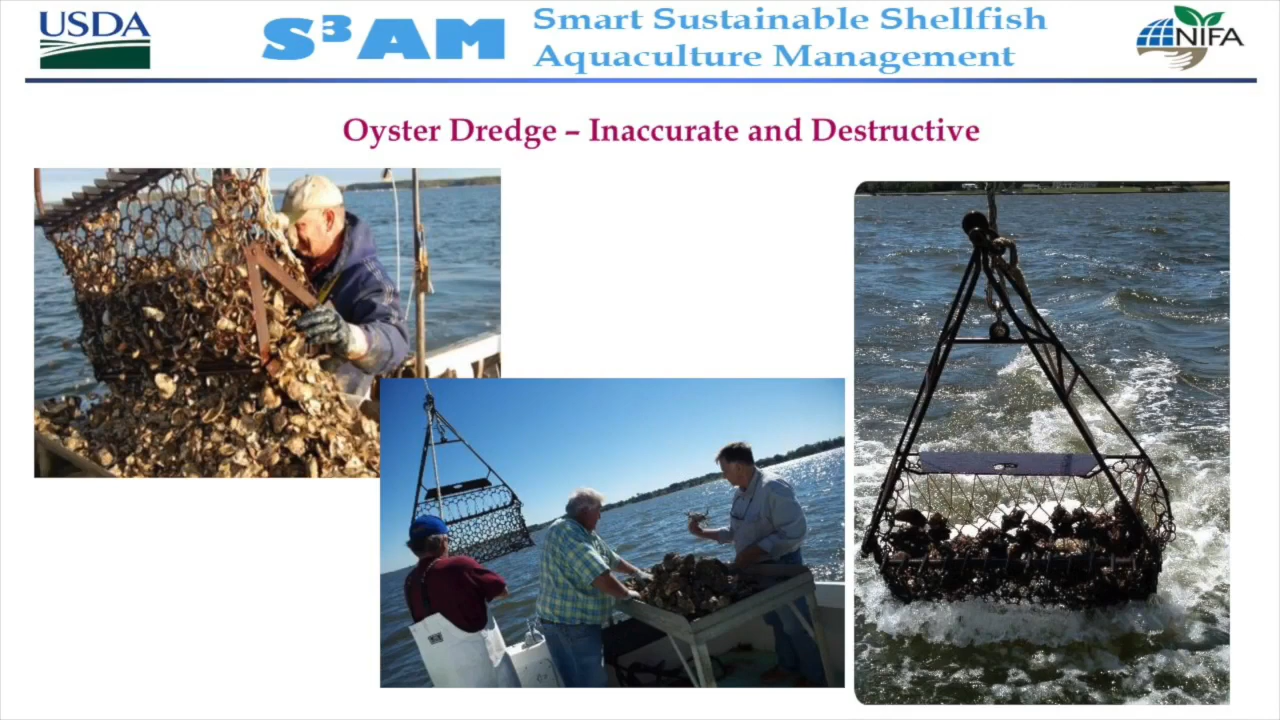 USDA
S³AM
Smart Sustainable Shellfish
Aquaculture Management
NIFA
Oyster Dredge – Inaccurate and Destructive